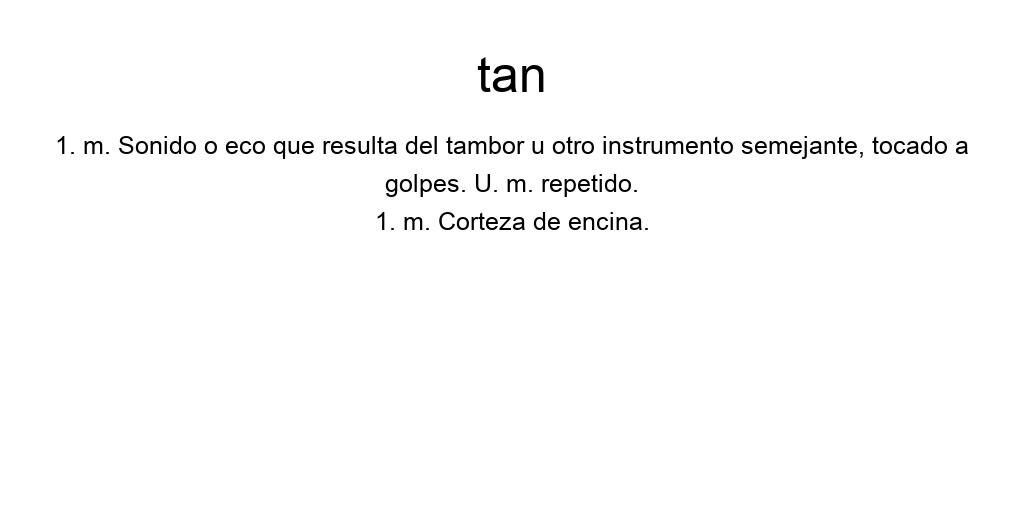 tan
1. m. Sonido o eco que resulta del tambor u otro instrumento semejante, tocado a
golpes. U. m. repetido.
1. m. Corteza de encina.